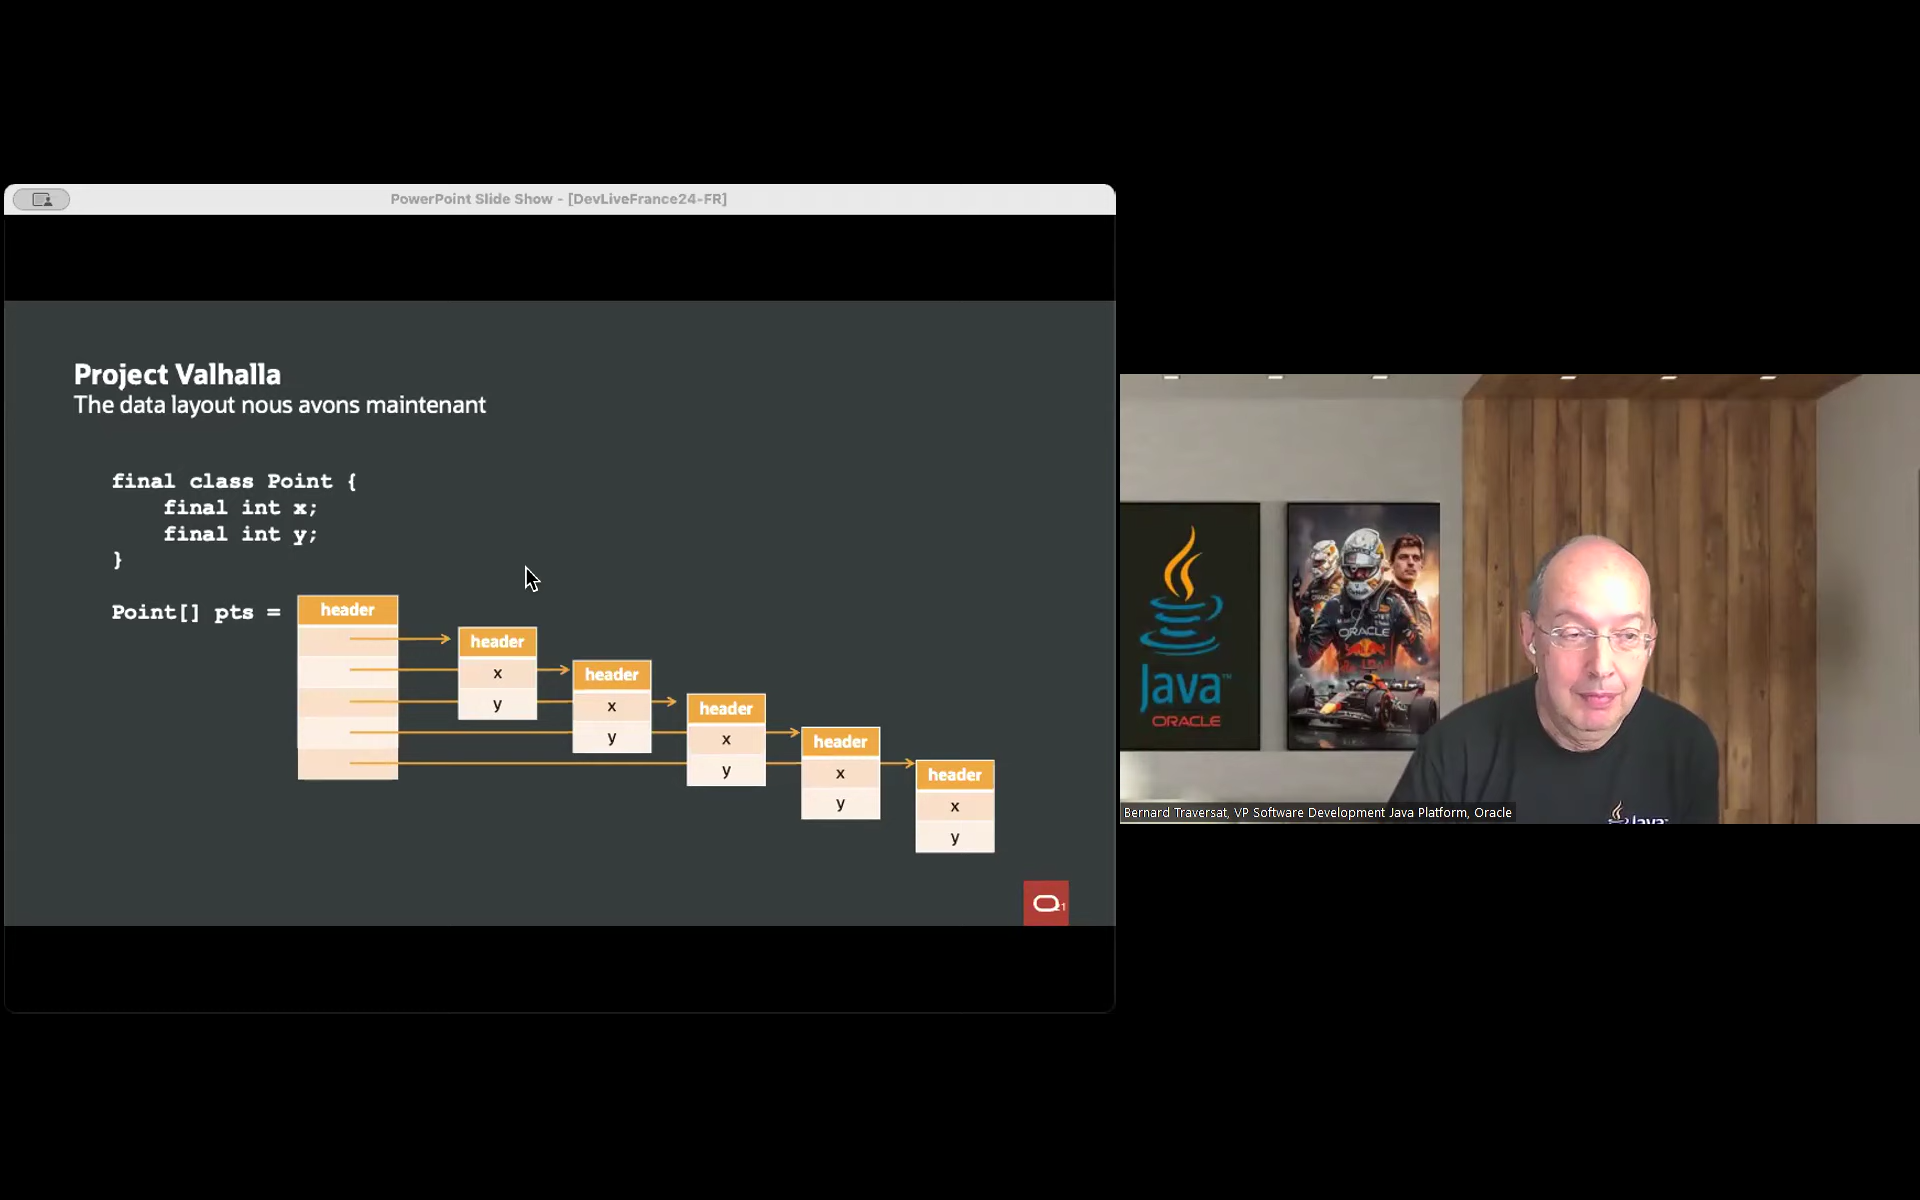 PowerPoint Slide Show - [DevLiveFrance24-FR]
Project Valhalla
The data layout nous avons maintenant
final class Point {
final int x;
final int y;
}
Point[] pts =
header
header
x
y
header
x
y
header
x
y
header
x
y
header
x
y
Java™
ORACLE
ORACLE
Java
Bernard Traversat, VP Software Development Java Platform, Oracle